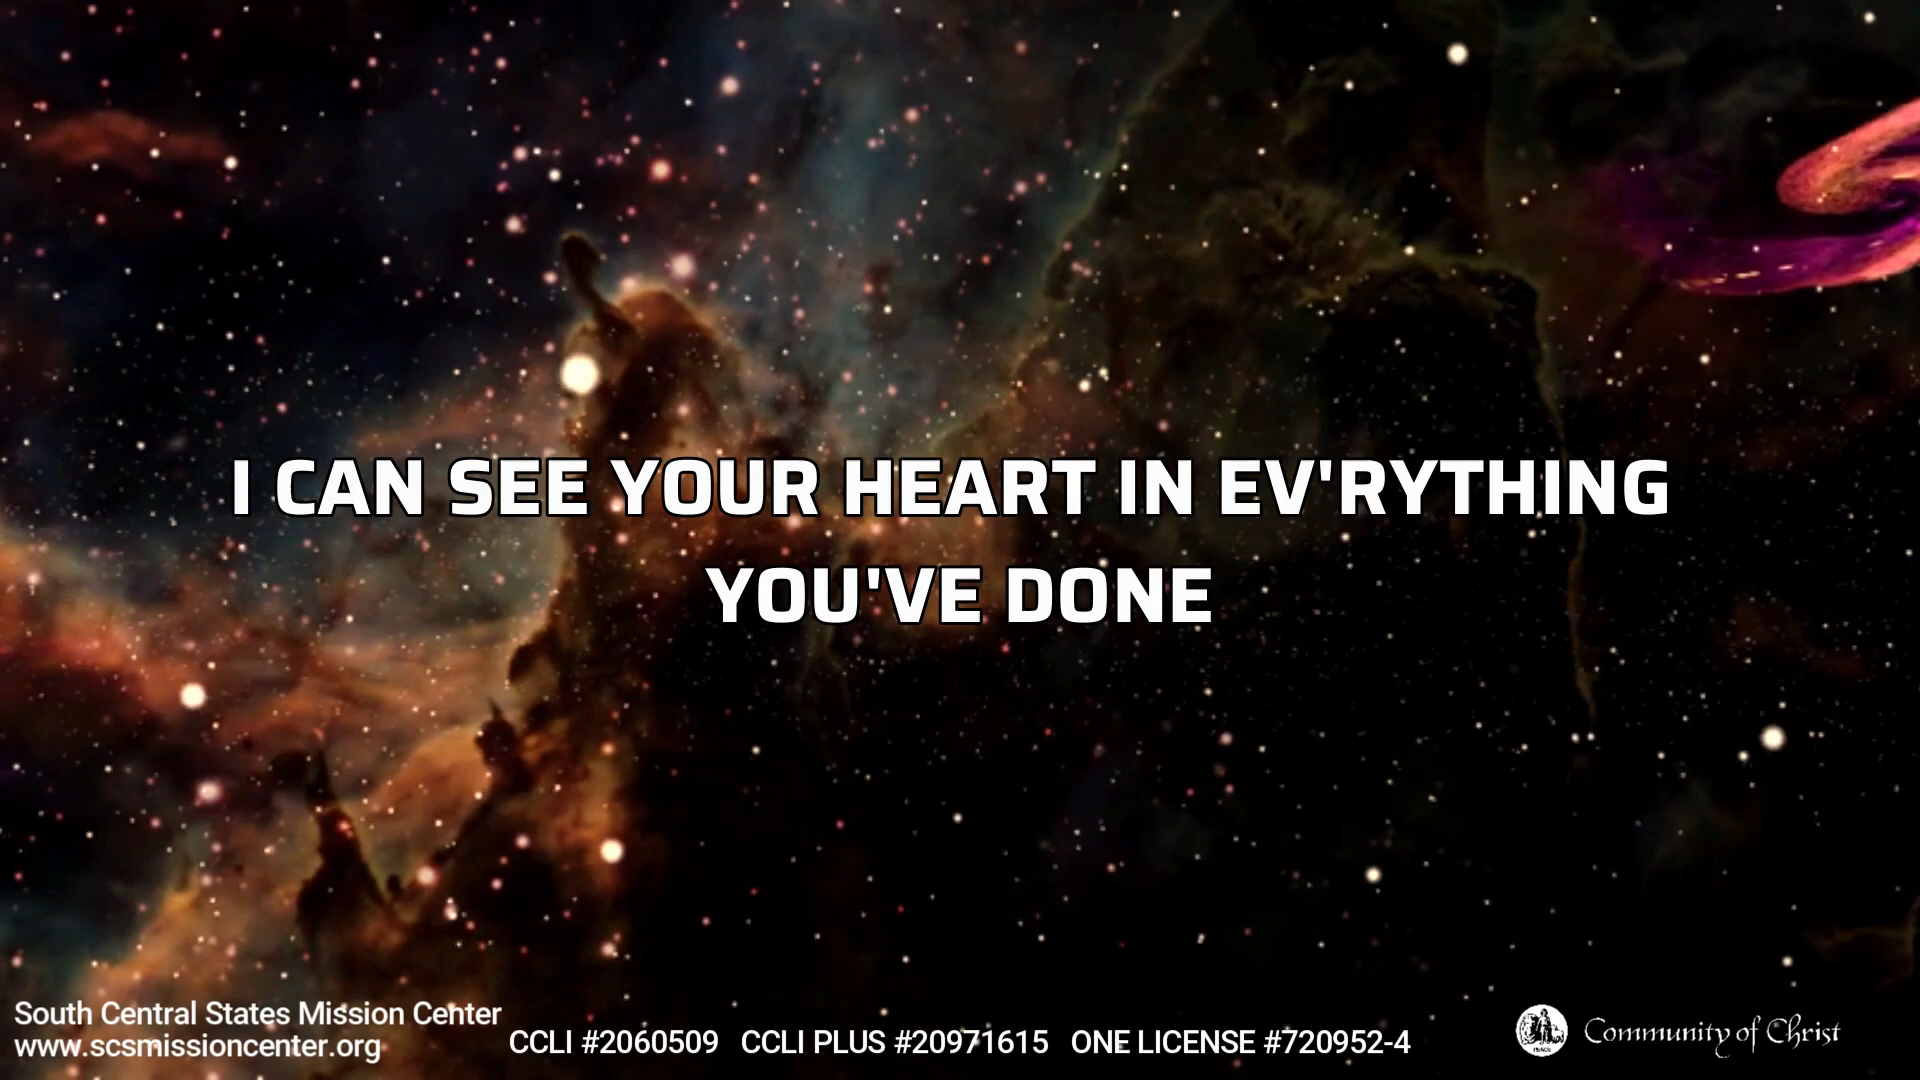 I CAN SEE YOUR HEART IN EV'RYTHING
YOU'VE DONE
South Central States Mission Center
www.scsmissioncenter.org
CCLI #2060509 CCLI PLUS #20971615 ONE LICENSE #720952-4
PEACE
Community of Christ